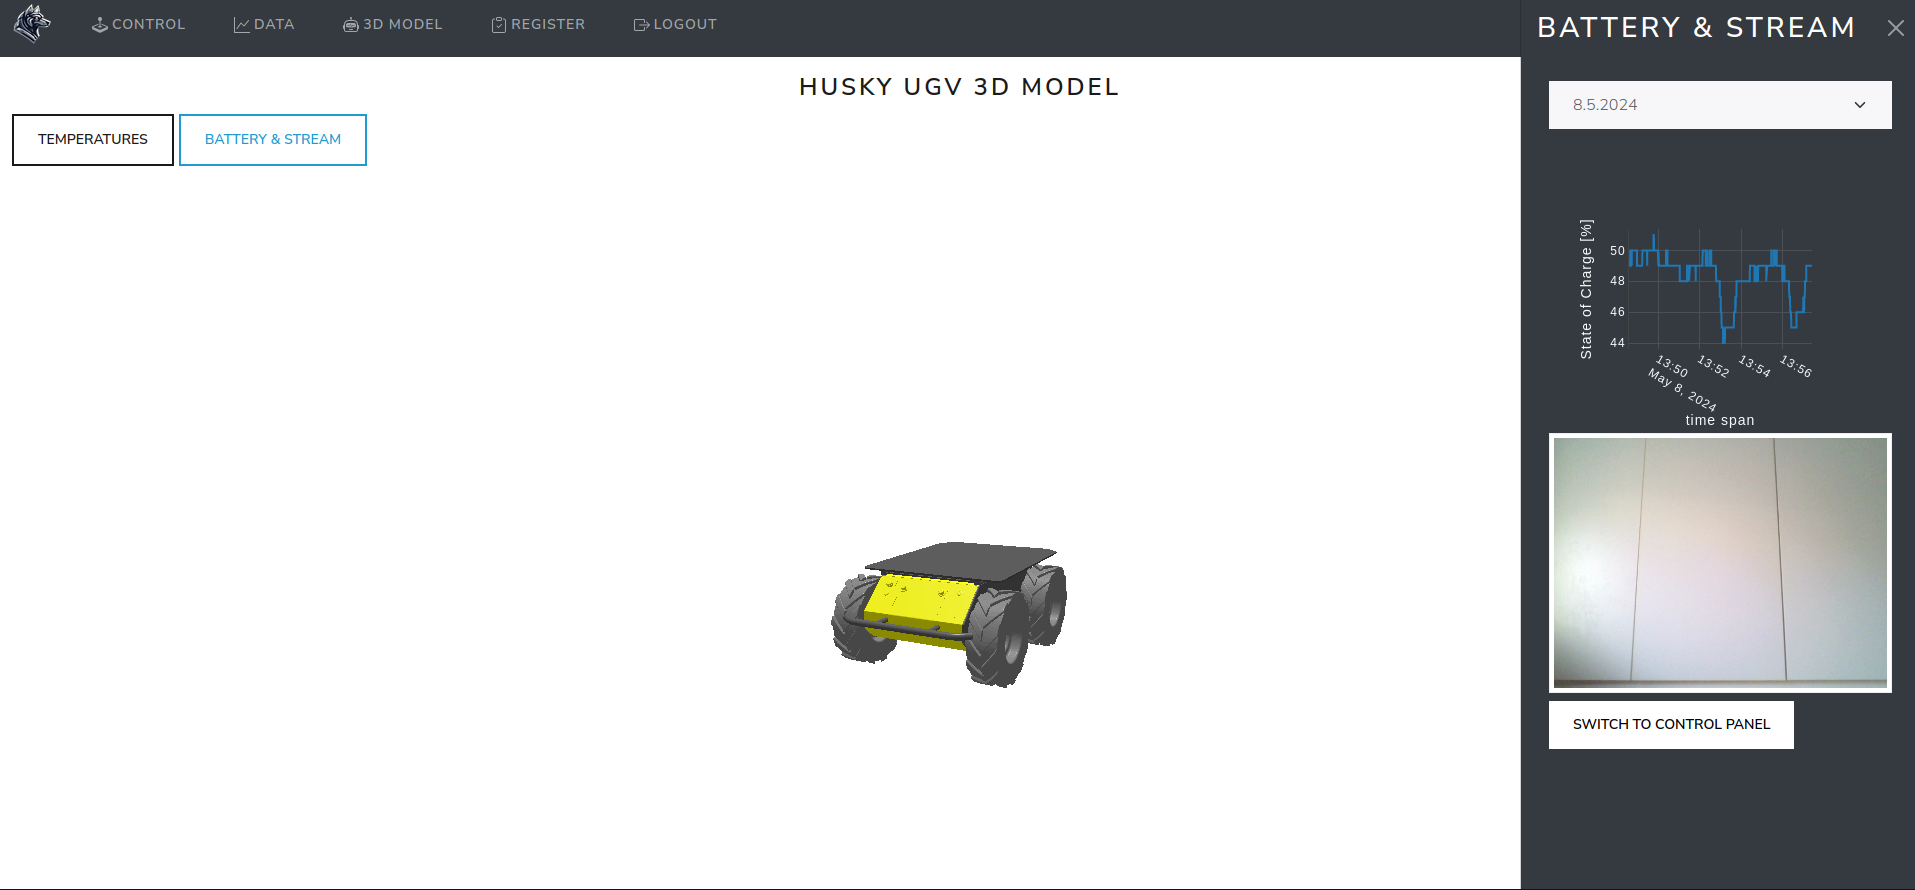 CONTROL
DATA
3D MODEL
REGISTER
LOGOUT
HUSKY UGV 3D MODEL
TEMPERATURES
BATTERY & STREAM
BATTERY & STREAM
8.5.2024
State of Charge [%]
50
48
46
44
13:50
May 8, 2024
13:52
13:54
13:56
time span
SWITCH TO CONTROL PANEL